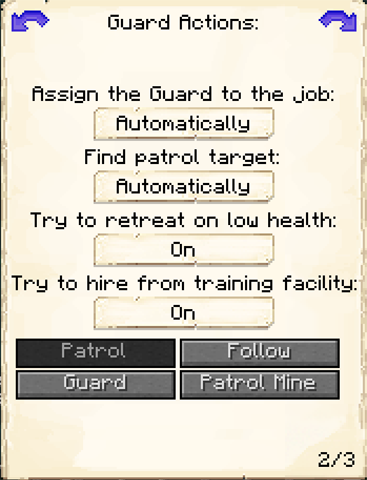 Guard Actions:
Assign the Guard to the job:
Automatically
Find patrol target:
Automatically
Try to retreat on low health:
On
Try to hire from training facility:
On
Patrol
Follow
Guard
Patrol Mine
2/3